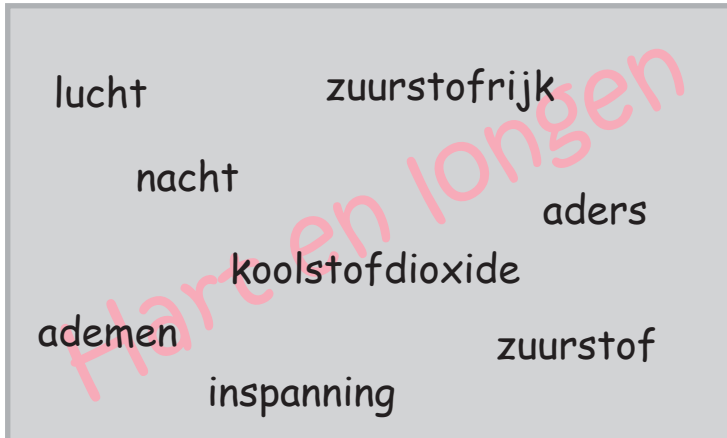 lucht
zuurstofrijk
nacht
aders
Hart en longen
koolstofdioxide
ademen
zuurstof
inspanning